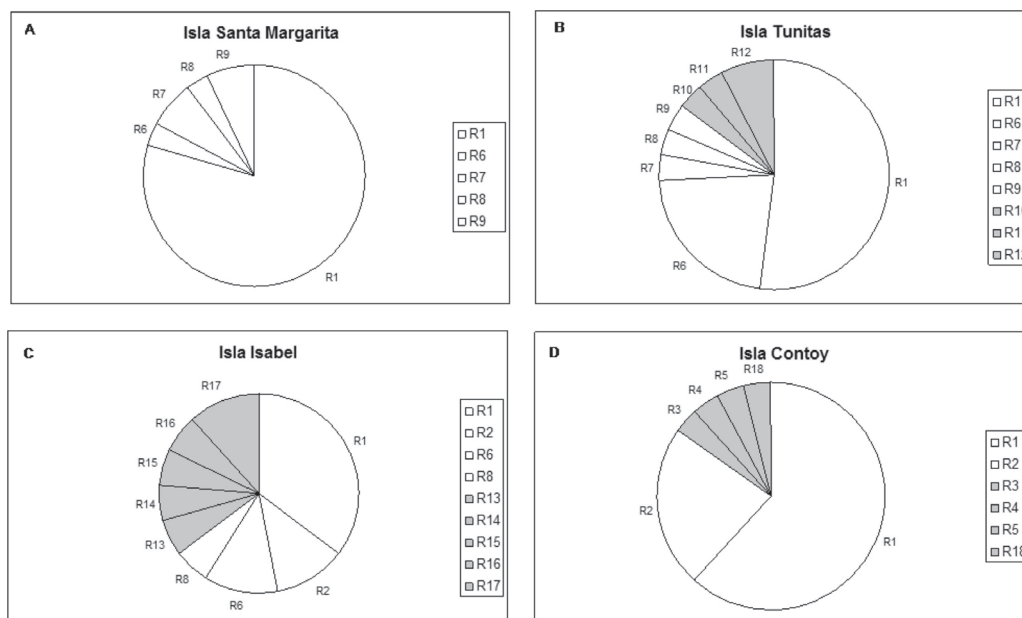 A
Isla Santa Margarita
R9
R8
R7
R6
R1
R1
R6
R7
R8
R9
B
Isla Tunitas
R12
R11
R10
R9
R8
R7
R6
R1
R1
R6
R7
R8
R9
C
Isla Isabel
R17
R16
R15
R14
R13
R8
R6
R2
R1
R1
R2
R6
R8
R13
R14
R15
R16
R17
D
Isla Contoy
R18
R5
R4
R3
R2
R1
R1
R2
R3
R4
R5
R18